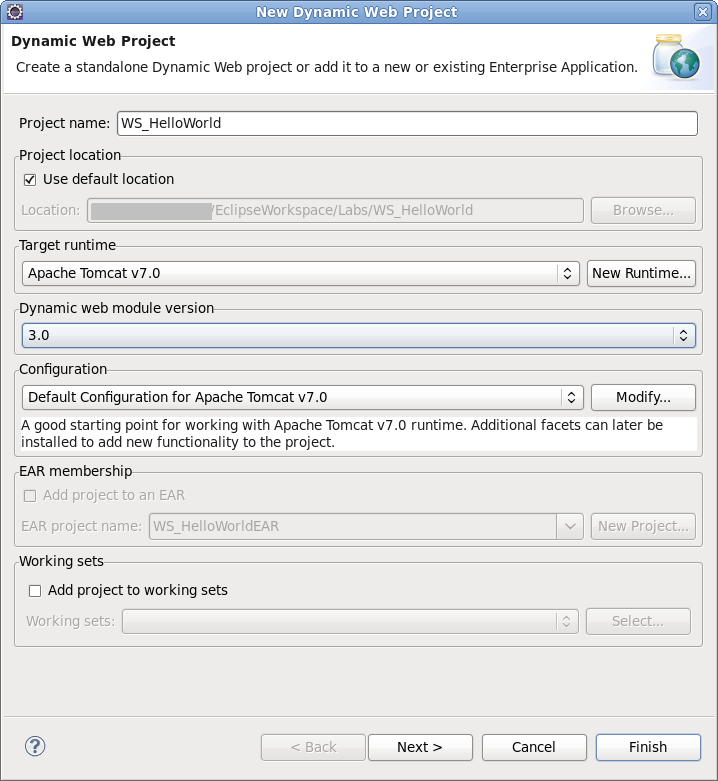 New Dynamic Web Project
Dynamic Web Project
Create a standalone Dynamic Web project or add it to a new or existing Enterprise Application.
Project name: WS_HelloWorld
Project location
Use default location
Location: /EclipseWorkspace/Labs/WS_HelloWorld Browse...
Target runtime
Apache Tomcat v7.0 New Runtime...
Dynamic web module version
3.0
Configuration
Default Configuration for Apache Tomcat v7.0 Modify...
A good starting point for working with Apache Tomcat v7.0 runtime. Additional facets can later be
installed to add new functionality to the project.
EAR membership
Add project to an EAR
EAR project name: WS_HelloWorldEAR New Project...
Working sets
Add project to working sets
Working sets: Select...
? < Back Next > Cancel Finish